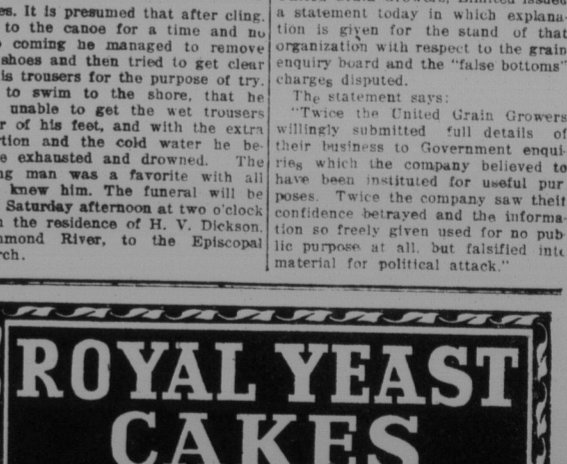 es. It is presumed that after cling-
to the canoe for a time and no
coming he managed to remove
shoes and then tried to get clear
is trousers for the purpose of try-
to swim to the shore, that he
unable to get the wet trousers
r of his feet, and with the extra
rtion and the cold water he be-
e exhausted and drowned. The
ng man was a favorite with all
knew him. The funeral will be
Saturday afternoon at two o'clock
the residence of H. V. Dickson,
mmond River, to the Episcopal
rch.
a statement today in which explana-
tion is given for the stand of that
organization with respect to the grain
enquiry board and the "false bottoms"
charges disputed.
The statement says:
"Twice the United Grain Growers
willingly submitted full details of
their business to Government enqui-
ries which the company believed to
have been instituted for useful pur
poses. Twice the company saw their
confidence betrayed and the informa-
tion so freely given used for no pub
lic purpose at all, but falsified into
material for political attack."
ROYAL YEAST
CAKES